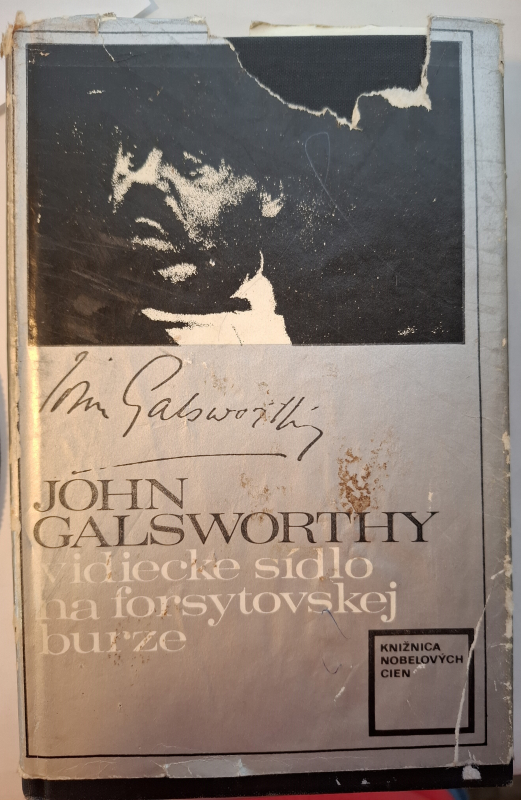 John Galsworthy
JOHN
GALSWORTHY
vidiecke sídlo
na forsytovskej
burze
KNIŽNICA
NOBELOVÝCH
CIEN